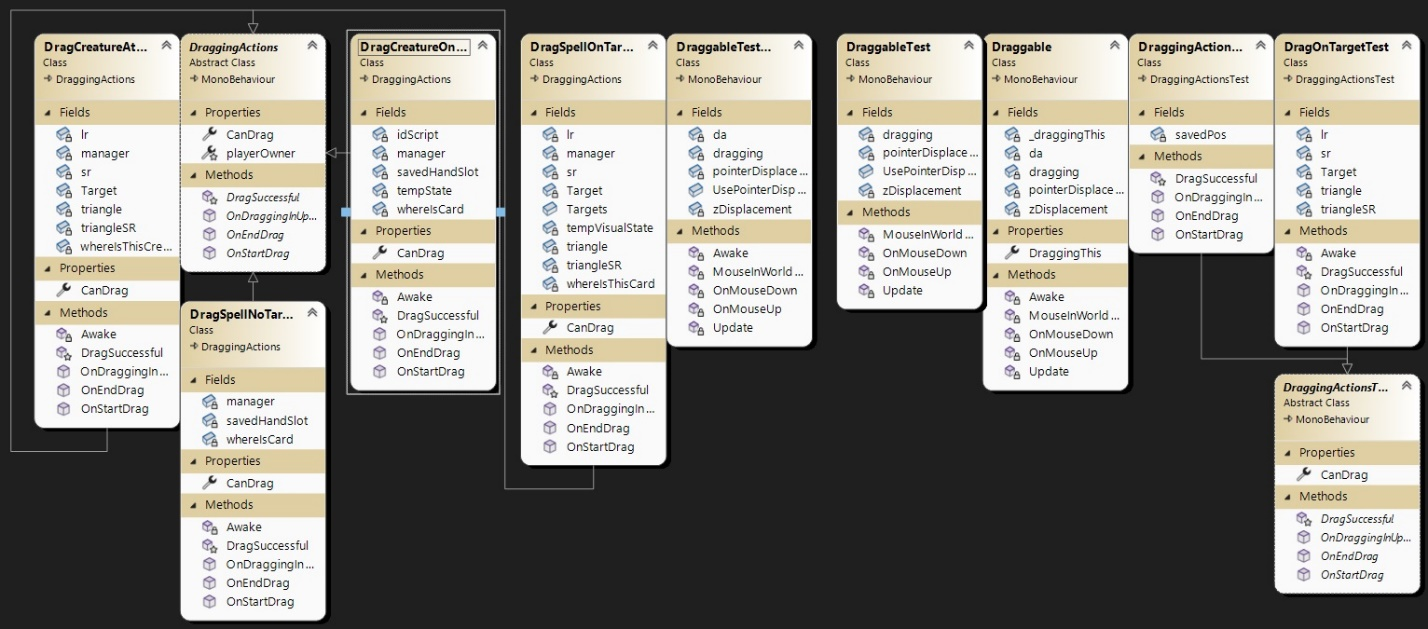 DragCreatureAt...
Class
DraggingActions
Fields
lr
manager
sr
Target
triangle
triangleSR
whereIsThisCre...
Properties
CanDrag
Methods
Awake
DragSuccessful
OnDraggingIn...
OnEndDrag
OnStartDrag
DraggingActions
Abstract Class
MonoBehaviour
Properties
CanDrag
playerOwner
Methods
DragSuccessful
OnDraggingInUp...
OnEndDrag
OnStartDrag
DragSpellNoTar...
Class
DraggingActions
Fields
manager
savedHandSlot
whereIsCard
Properties
CanDrag
Methods
Awake
DragSuccessful
OnDraggingIn...
OnEndDrag
OnStartDrag
DragCreatureOn...
Class
DraggingActions
Fields
idScript
manager
savedHandSlot
tempState
whereIsCard
Properties
CanDrag
Methods
Awake
DragSuccessful
OnDraggingIn...
OnEndDrag
OnStartDrag
DragSpellOnTar...
Class
DraggingActions
Fields
lr
manager
sr
Target
Targets
tempVisualState
triangle
triangleSR
whereIsThisCard
Properties
CanDrag
Methods
Awake
DragSuccessful
OnDraggingIn...
OnEndDrag
OnStartDrag
DraggableTest...
Class
MonoBehaviour
Fields
da
dragging
pointerDisplace...
UsePointerDisp...
zDisplacement
Methods
Awake
MouseInWorld...
OnMouseDown
OnMouseUp
Update
DraggableTest
Class
MonoBehaviour
Fields
dragging
pointerDisplace...
UsePointerDisp...
zDisplacement
Methods
MouseInWorld...
OnMouseDown
OnMouseUp
Update
Draggable
Class
MonoBehaviour
Fields
_draggingThis
da
dragging
pointerDisplace...
zDisplacement
Properties
DraggingThis
Methods
Awake
MouseInWorld...
OnMouseDown
OnMouseUp
Update
DraggingAction...
Class
DraggingActionsTest
Fields
savedPos
Methods
DragSuccessful
OnDraggingIn...
OnEndDrag
OnStartDrag
DragOnTargetTest
Class
DraggingActionsTest
Fields
lr
sr
Target
triangle
triangleSR
Methods
Awake
DragSuccessful
OnDraggingIn...
OnEndDrag
OnStartDrag
DraggingActionsT...
Abstract Class
MonoBehaviour
Properties
CanDrag
Methods
DragSuccessful
OnDraggingInUp...
OnEndDrag
OnStartDrag